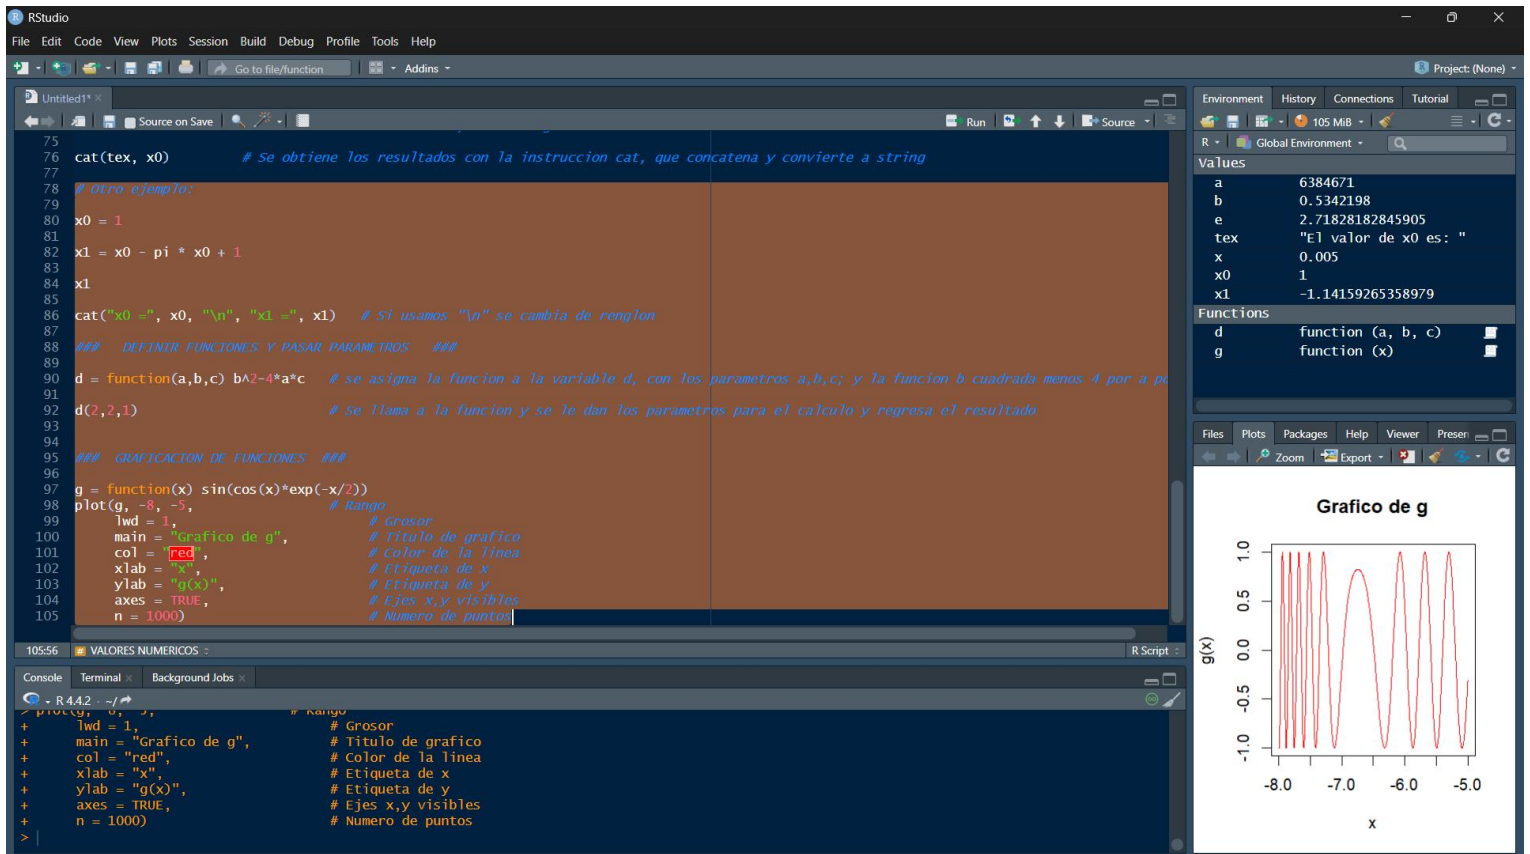 RStudio
File Edit Code View Plots Session Build Debug Profile Tools Help
Go to file/function Addins Project: (None)
Untitled1*
Source on Save Run Source
75
76 cat(tex, x0) # Se obtiene los resultados con la instruccion cat, que concatena y convierte a string
77
78 # Otro ejemplo:
79
80 x0 = 1
81
82 x1 = x0 - pi * x0 + 1
83
84 x1
85
86 cat("x0 =", x0, "\n", "x1 =", x1) # Si usamos "\n" se cambia de renglon
87
88 ### DEFINIR FUNCIONES Y PASAR PARAMETROS ###
89
90 d = function(a,b,c) b^2-4*a*c # se asigna la funcion a la variable d, con los parametros a,b,c; y la funcion b cuadrada menos 4 por a po
91
92 d(2,2,1) # Se llama a la funcion y se le dan los parametros para el calculo y regresa el resultado
93
94
95 ### GRAFICACION DE FUNCIONES ###
96
97 g = function(x) sin(cos(x)*exp(-x/2))
98 plot(g, -8, -5, # Rango
99 lwd = 1, # Grosor
100 main = "Grafico de g", # Titulo de grafico
101 col = "red", # Color de la linea
102 xlab = "x", # Etiqueta de x
103 ylab = "g(x)", # Etiqueta de y
104 axes = TRUE, # Ejes x,y visibles
105 n = 1000) # Numero de puntos
105:56 # VALORES NUMERICOS R Script
Console Terminal Background Jobs
R 4.4.2 · ~/
> plot(g, -8, -5, # Rango
+ lwd = 1, # Grosor
+ main = "Grafico de g", # Titulo de grafico
+ col = "red", # Color de la linea
+ xlab = "x", # Etiqueta de x
+ ylab = "g(x)", # Etiqueta de y
+ axes = TRUE, # Ejes x,y visibles
+ n = 1000) # Numero de puntos
>
Environment History Connections Tutorial
105 MiB
R Global Environment
Values
a 6384671
b 0.5342198
e 2.71828182845905
tex "El valor de x0 es: "
x 0.005
x0 1
x1 -1.14159265358979
Functions
d function (a, b, c)
g function (x)
Files Plots Packages Help Viewer Presen
Zoom Export
Grafico de g
g(x)
1.0
0.5
0.0
-0.5
-1.0
-8.0 -7.0 -6.0 -5.0
x